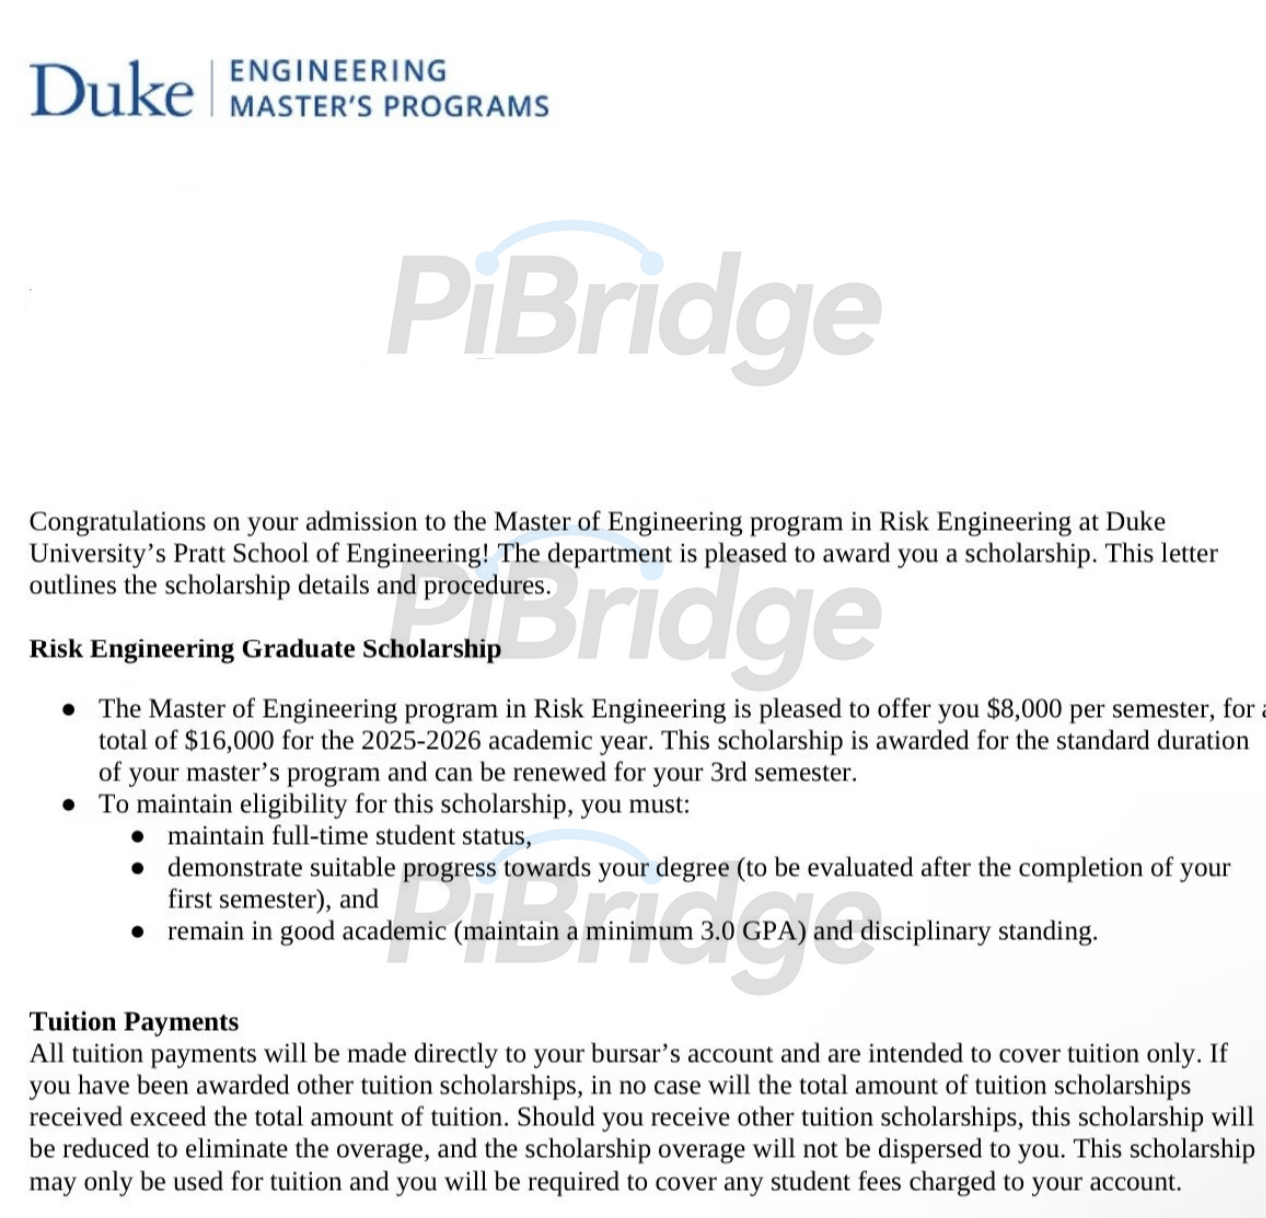 Duke
ENGINEERING
MASTER'S PROGRAMS
PiBridge
Congratulations on your admission to the Master of Engineering program in Risk Engineering at Duke
University's Pratt School of Engineering! The department is pleased to award you a scholarship. This letter
outlines the scholarship details and procedures.
PiBridge
Risk Engineering Graduate Scholarship
● The Master of Engineering program in Risk Engineering is pleased to offer you $8,000 per semester, for a
total of $16,000 for the 2025-2026 academic year. This scholarship is awarded for the standard duration
of your master's program and can be renewed for your 3rd semester.
● To maintain eligibility for this scholarship, you must:
● maintain full-time student status,
● demonstrate suitable progress towards your degree (to be evaluated after the completion of your
first semester), and
PiBridge
● remain in good academic (maintain a minimum 3.0 GPA) and disciplinary standing.
Tuition Payments
All tuition payments will be made directly to your bursar's account and are intended to cover tuition only. If
you have been awarded other tuition scholarships, in no case will the total amount of tuition scholarships
received exceed the total amount of tuition. Should you receive other tuition scholarships, this scholarship will
be reduced to eliminate the overage, and the scholarship overage will not be dispersed to you. This scholarship
may only be used for tuition and you will be required to cover any student fees charged to your account.